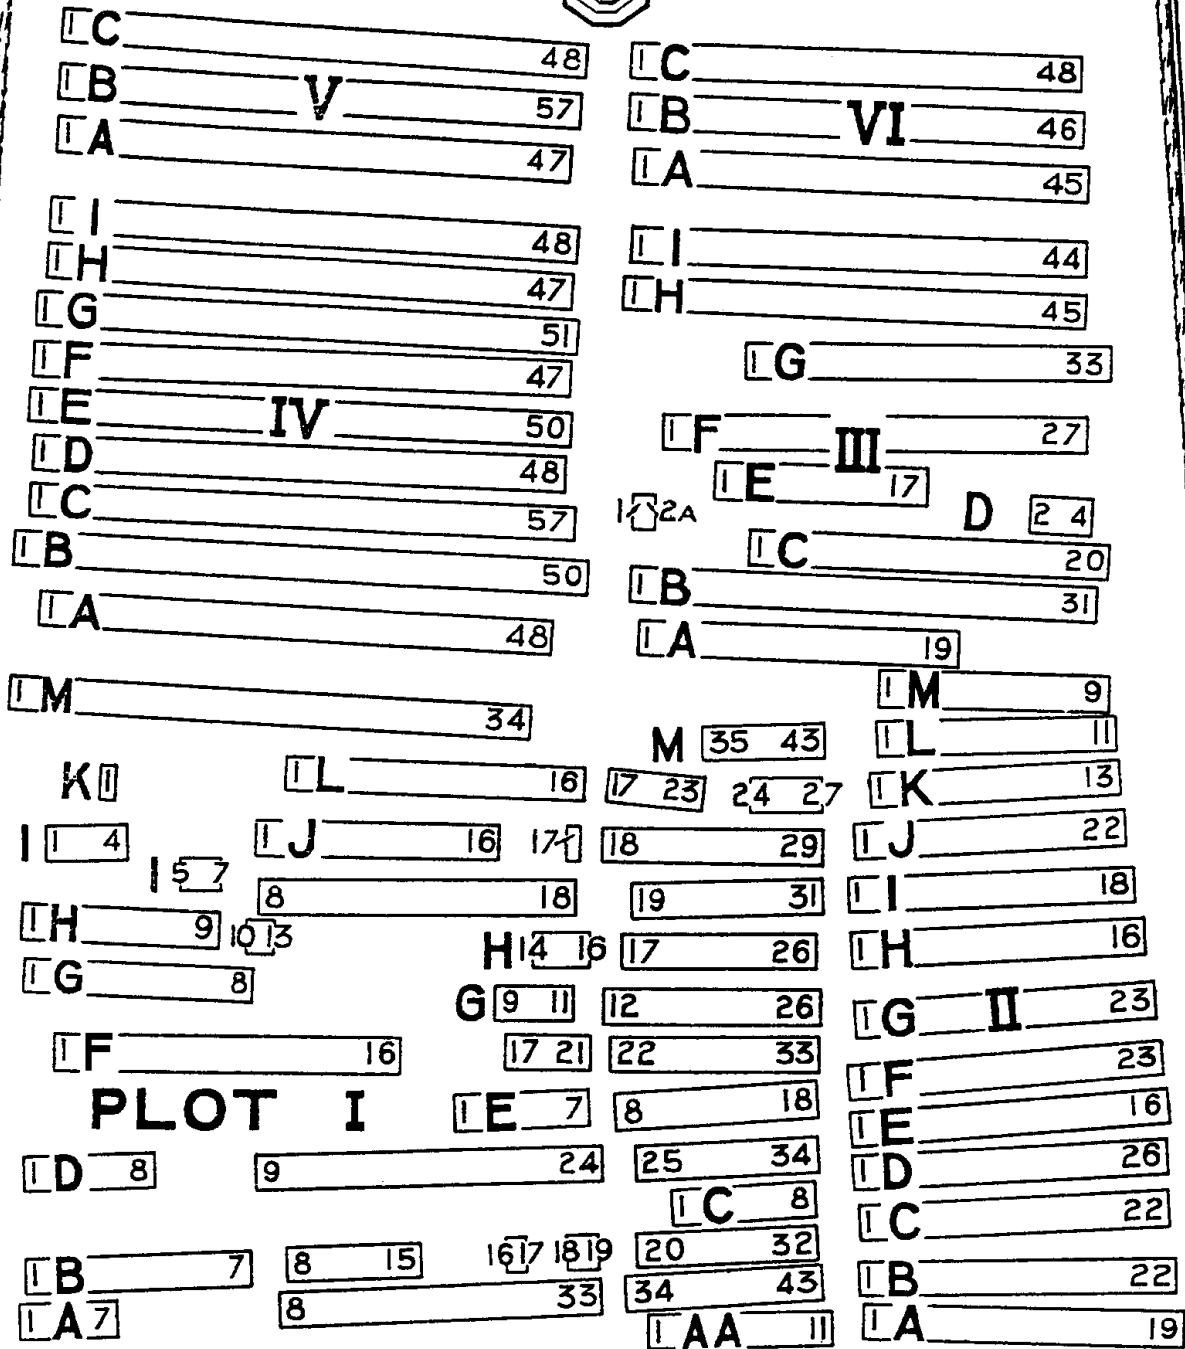 1 C 48
1 C 48
1 B V 57
1 B VI 46
1 A 47
1 A 45
1 I 48
1 I 44
1 H 47
1 H 45
1 G 51
1 G 33
1 F 47
1 F III 27
1 E IV 50
1 E 17
1 D 48
1 2A D 2 4
1 C 57
1 C 20
1 B 50
1 B 31
1 A 48
1 A 19
1 M 34
1 M 9
M 35 43
1 L 11
K 1 1 L 16 17 23 24 27
1 K 13
I 1 4 1 J 16 17 18 29
1 J 22
I 5 7 8 18 19 31
1 I 18
1 H 9 10 13 H 14 16 17 26
1 H 16
1 G 8 G 9 11 12 26
1 G II 23
1 F 16 17 21 22 33
1 F 23
PLOT I 1 E 7 8 18
1 E 16
1 D 8 9 24 25 34
1 D 26
1 C 8
1 C 22
1 B 7 8 15 16 17 18 19 20 32
1 B 22
1 A 7 8 33 34 43
1 AA 11
1 A 19